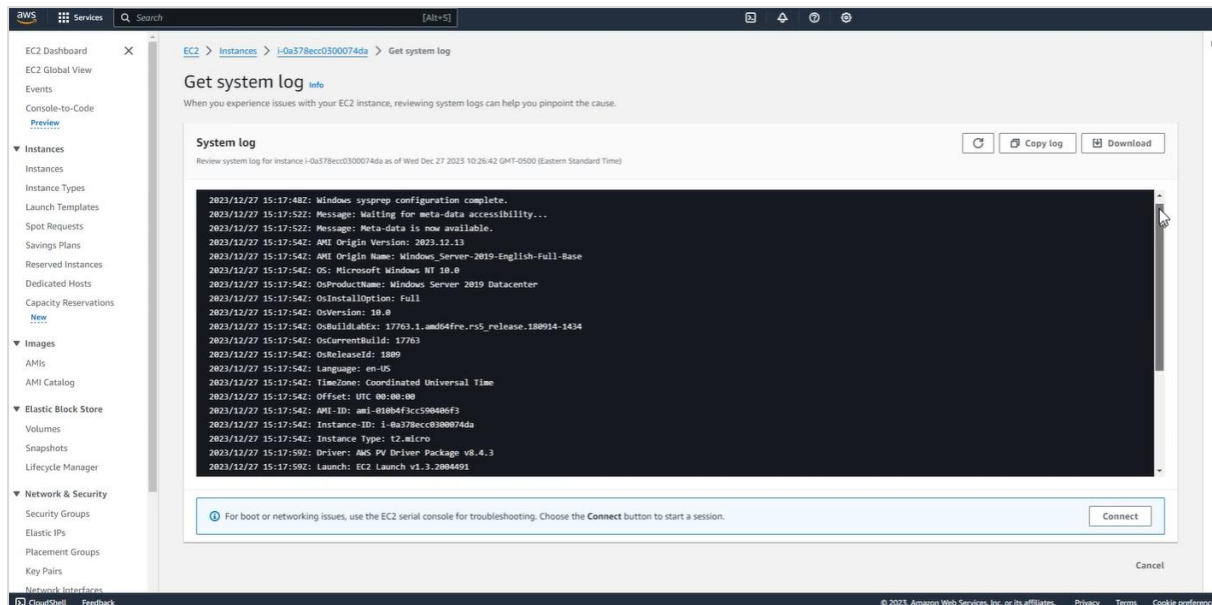 aws Services Search [Alt+S]
EC2 Dashboard
EC2 Global View
Events
Console-to-Code
Preview
Instances
Instances
Instance Types
Launch Templates
Spot Requests
Savings Plans
Reserved Instances
Dedicated Hosts
Capacity Reservations
New
Images
AMIs
AMI Catalog
Elastic Block Store
Volumes
Snapshots
Lifecycle Manager
Network & Security
Security Groups
Elastic IPs
Placement Groups
Key Pairs
Network Interfaces
EC2 > Instances > i-0a378ecc0300074da > Get system log
Get system log Info
When you experience issues with your EC2 instance, reviewing system logs can help you pinpoint the cause.
System log
Copy log Download
Review system log for instance i-0a378ecc0300074da as of Wed Dec 27 2023 10:26:42 GMT-0500 (Eastern Standard Time)
2023/12/27 15:17:48Z: Windows sysprep configuration complete.
2023/12/27 15:17:52Z: Message: Waiting for meta-data accessibility...
2023/12/27 15:17:52Z: Message: Meta-data is now available.
2023/12/27 15:17:54Z: AMI Origin Version: 2023.12.13
2023/12/27 15:17:54Z: AMI Origin Name: Windows_Server-2019-English-Full-Base
2023/12/27 15:17:54Z: OS: Microsoft Windows NT 10.0
2023/12/27 15:17:54Z: OsProductName: Windows Server 2019 Datacenter
2023/12/27 15:17:54Z: OsInstallOption: Full
2023/12/27 15:17:54Z: OsVersion: 10.0
2023/12/27 15:17:54Z: OsBuildLabEx: 17763.1.amd64fre.rs5_release.180914-1434
2023/12/27 15:17:54Z: OsCurrentBuild: 17763
2023/12/27 15:17:54Z: OsReleaseId: 1809
2023/12/27 15:17:54Z: Language: en-US
2023/12/27 15:17:54Z: TimeZone: Coordinated Universal Time
2023/12/27 15:17:54Z: Offset: UTC 00:00:00
2023/12/27 15:17:54Z: AMI-ID: ami-010b4f3cc590406f3
2023/12/27 15:17:54Z: Instance-ID: i-0a378ecc0300074da
2023/12/27 15:17:54Z: Instance Type: t2.micro
2023/12/27 15:17:59Z: Driver: AWS PV Driver Package v8.4.3
2023/12/27 15:17:59Z: Launch: EC2 Launch v1.3.2004491
For boot or networking issues, use the EC2 serial console for troubleshooting. Choose the Connect button to start a session.
Connect
Cancel
CloudShell Feedback © 2023, Amazon Web Services, Inc. or its affiliates. Privacy Terms Cookie preference